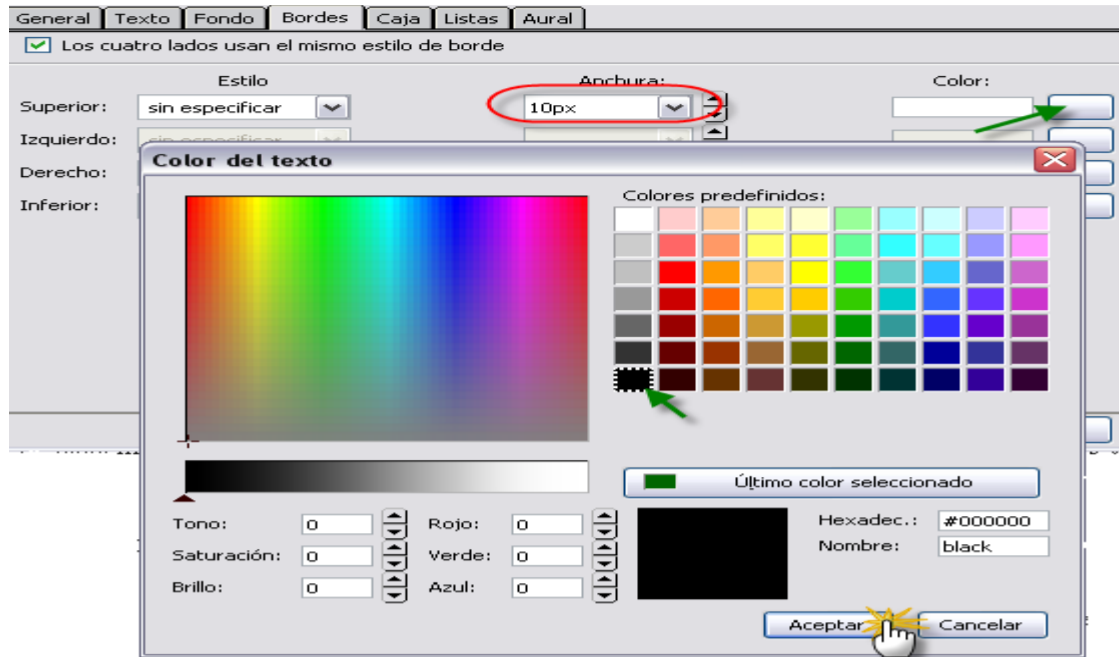 General Texto Fondo Bordes Caja Listas Aural
Los cuatro lados usan el mismo estilo de borde
Estilo Anchura: Color:
Superior: sin especificar 10px
Izquierdo: sin especificar
Derecho:
Inferior:
Color del texto
Colores predefinidos:
Último color seleccionado
Tono: 0 Rojo: 0 Hexadec.: #000000
Saturación: 0 Verde: 0 Nombre: black
Brillo: 0 Azul: 0
Aceptar Cancelar